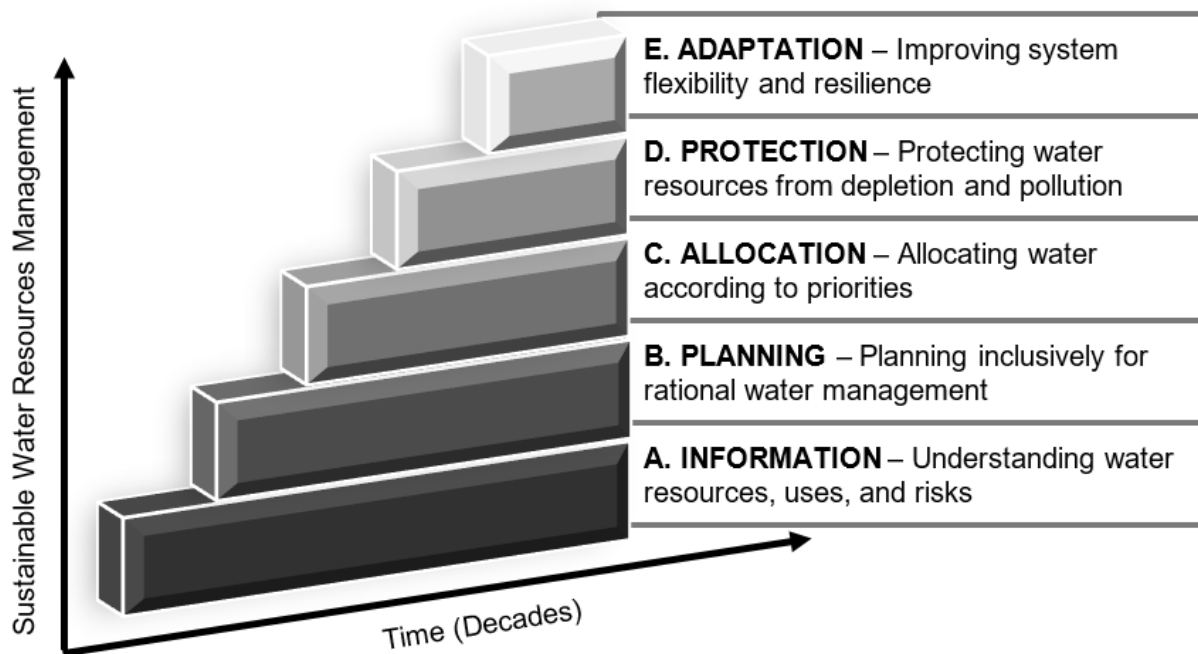 Sustainable Water Resources Management
E. ADAPTATION – Improving system
flexibility and resilience
D. PROTECTION – Protecting water
resources from depletion and pollution
C. ALLOCATION – Allocating water
according to priorities
B. PLANNING – Planning inclusively for
rational water management
A. INFORMATION – Understanding water
resources, uses, and risks
Time (Decades)